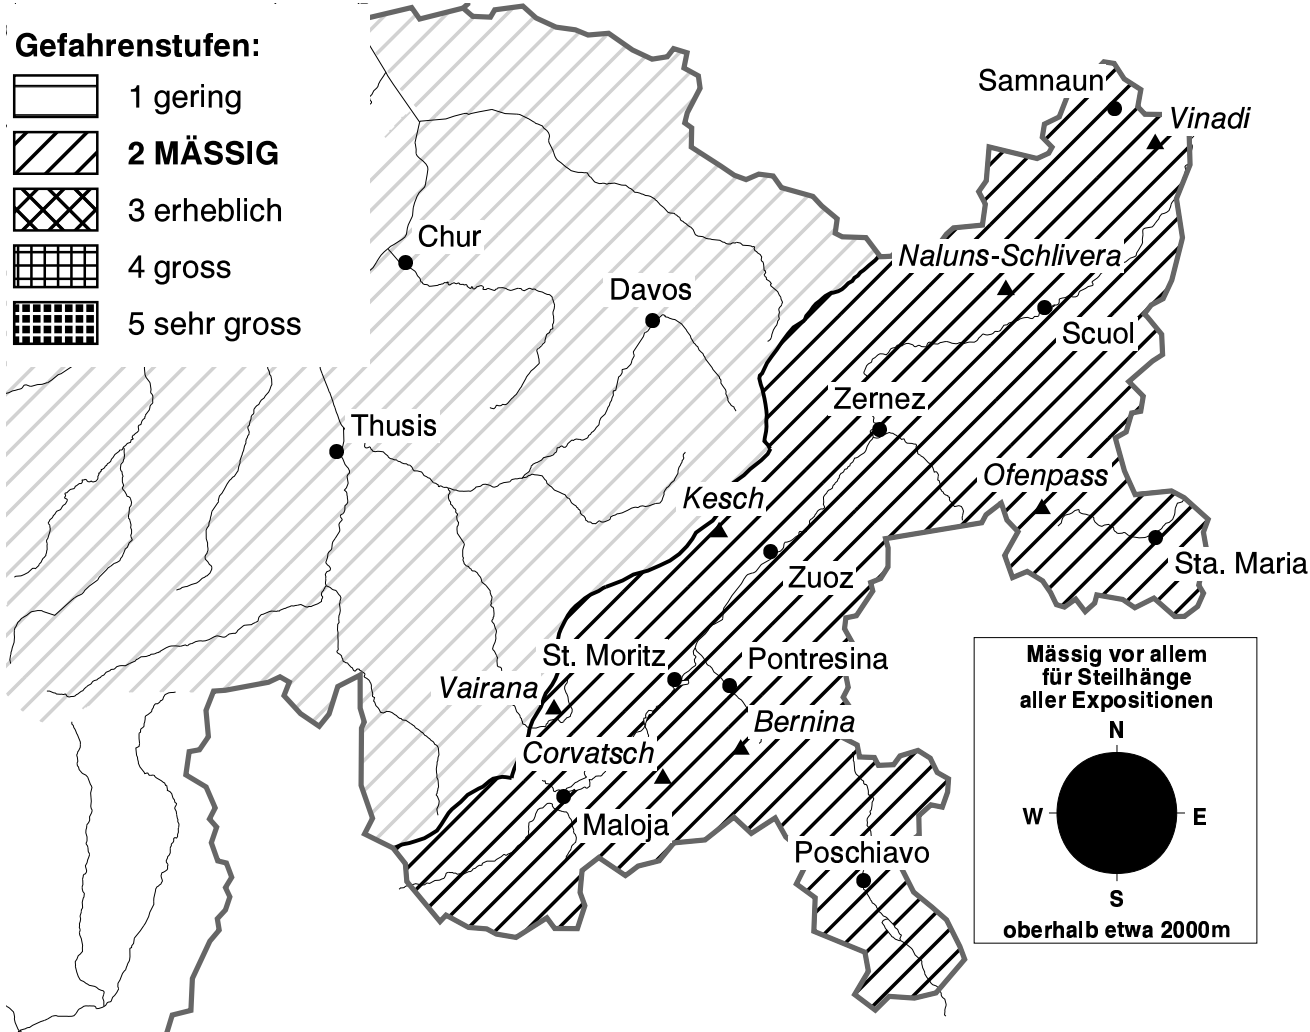 Gefahrenstufen:
1 gering
2 MÄSSIG
3 erheblich
4 gross
5 sehr gross
Samnaun
Vinadi
Chur
Naluns-Schlivera
Davos
Scuol
Zernez
Thusis
Ofenpass
Kesch
Sta. Maria
Zuoz
St. Moritz
Pontresina
Vairana
Bernina
Corvatsch
Maloja
Poschiavo
Mässig vor allem
für Steilhänge
aller Expositionen
N
W E
S
oberhalb etwa 2000m